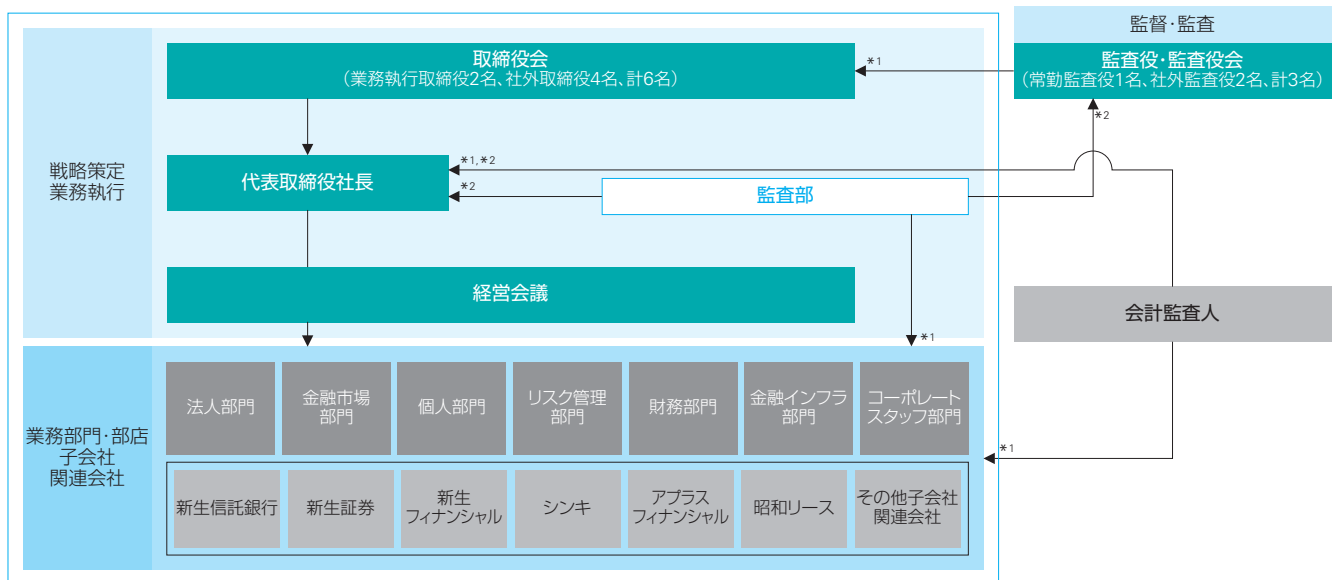 監督・監査
取締役会
（業務執行取締役2名、社外取締役4名、計6名）
*1
監査役・監査役会
（常勤監査役1名、社外監査役2名、計3名）
*2
戦略策定
業務執行
代表取締役社長
*1,*2
*2
監査部
経営会議
会計監査人
*1
業務部門・部店
子会社
関連会社
法人部門
金融市場
部門
個人部門
リスク管理
部門
財務部門
金融インフラ
部門
コーポレート
スタッフ部門
*1
新生信託銀行
新生証券
新生
フィナンシャル
シンキ
アプラス
フィナンシャル
昭和リース
その他子会社
関連会社